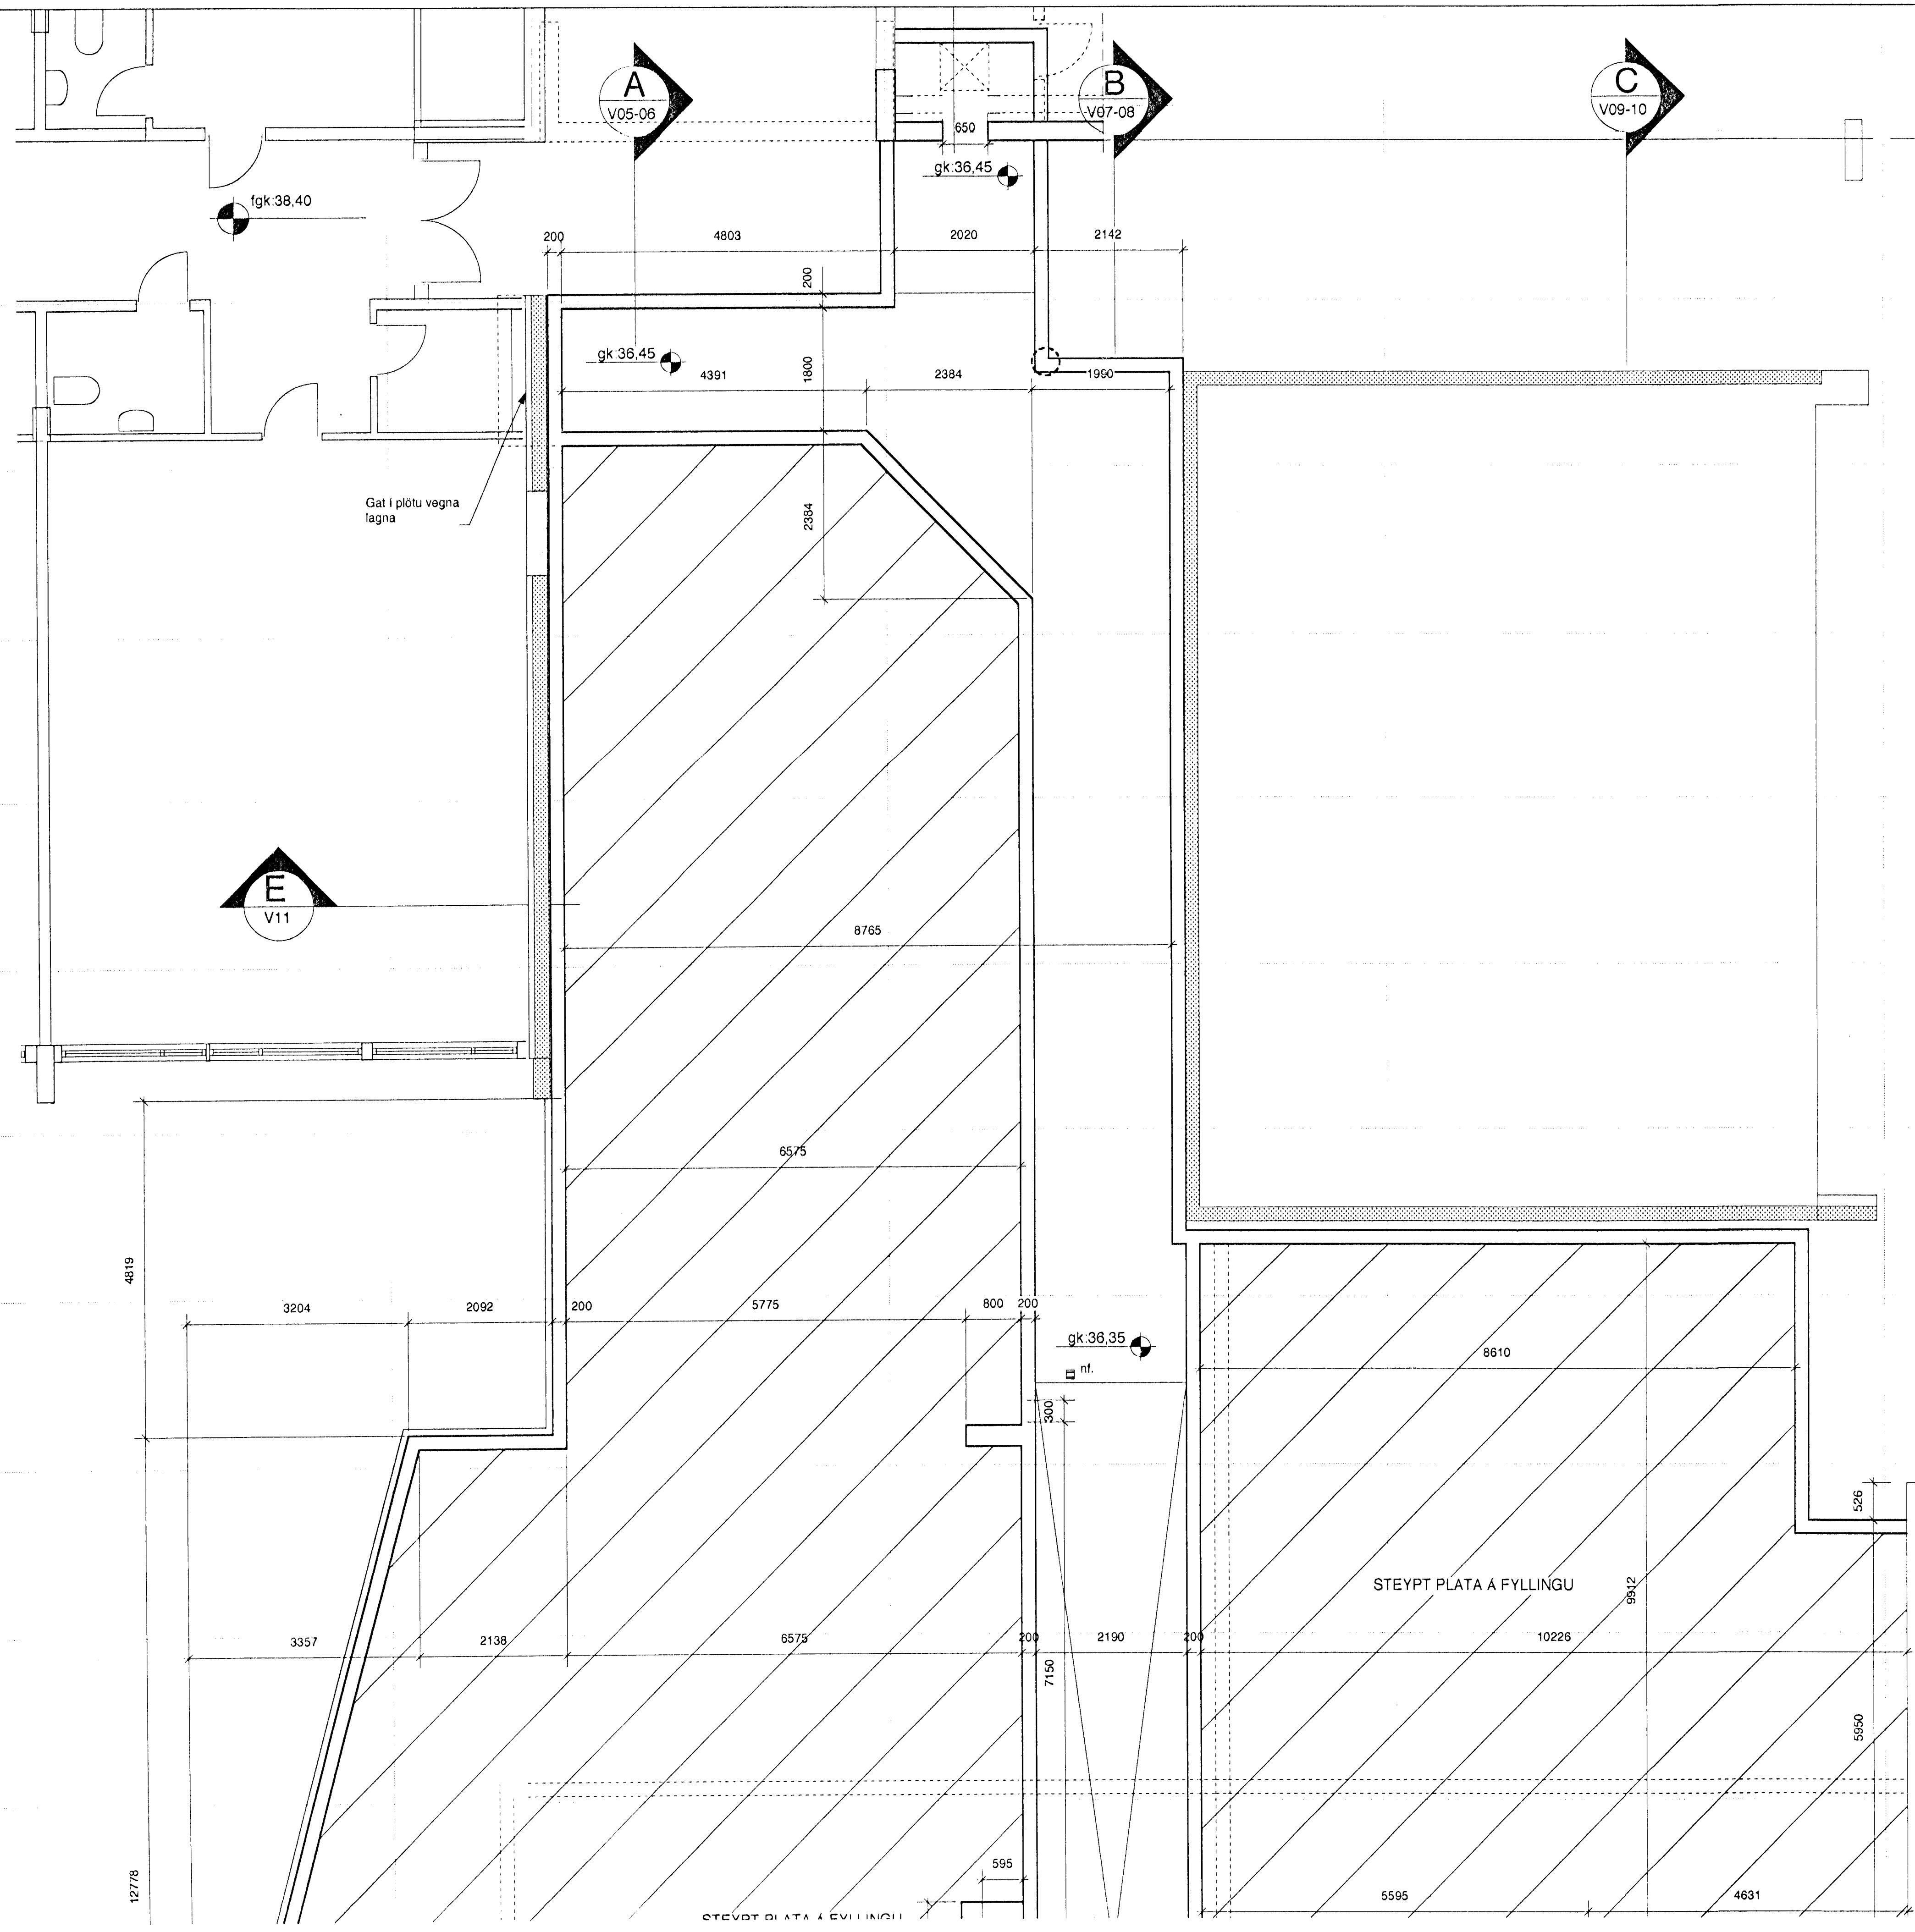 A
V05-06
B
V07-08
C
V09-10
650
gk:36,45
fgk:38,40
200
4803
2020
2142
200
gk:36,45
1800
4391
2384
1990
Gat í plötu vegna
lagna
2384
E
V11
8765
6575
4819
3204
2092
200
5775
800
200
gk:36,35
nf.
300
8610
526
STEYPT PLATA Á FYLLINGU
9912
3357
2138
6575
200
2190
200
10226
7150
5950
12778
595
5595
4631
STEYPT PLATA Á FYLLINGU